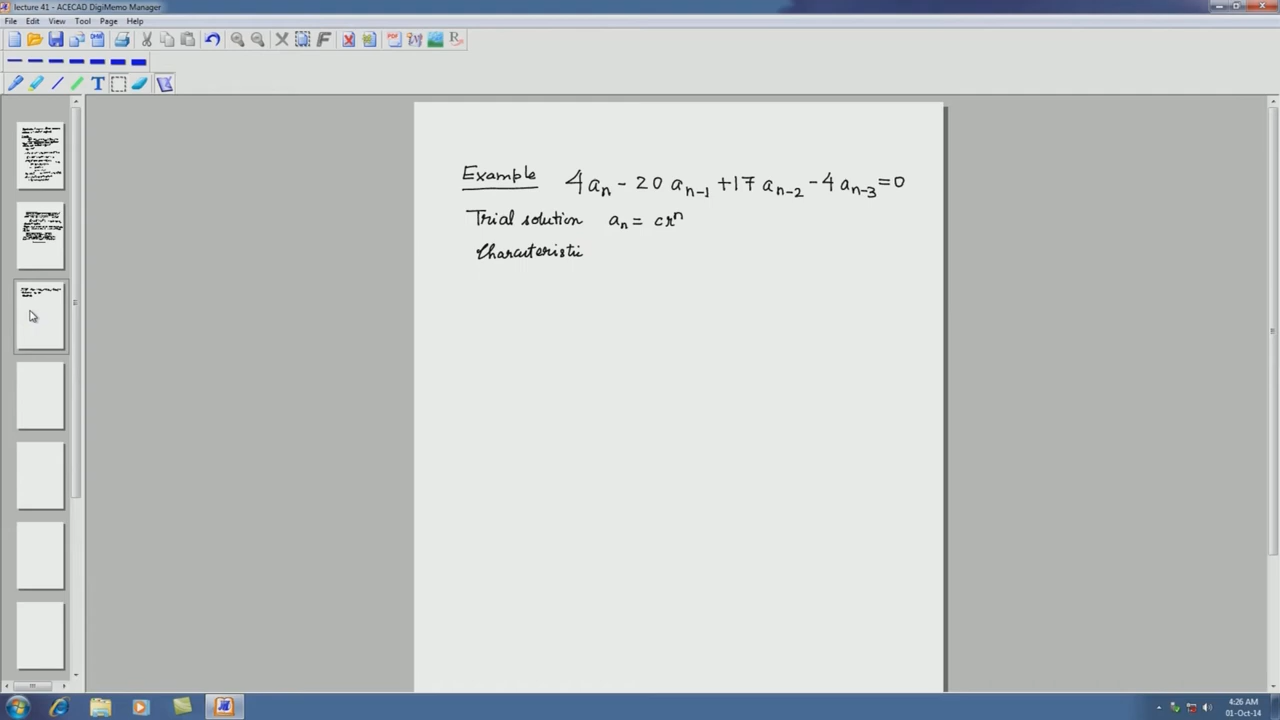 lecture 41 - ACECAD DigiMemo Manager
File Edit View Tool Page Help
Example 4aₙ - 20 aₙ₋₁ + 17 aₙ₋₂ - 4 aₙ₋₃ = 0
Trial solution aₙ = crⁿ
Characteristic
4:26 AM
01-Oct-14